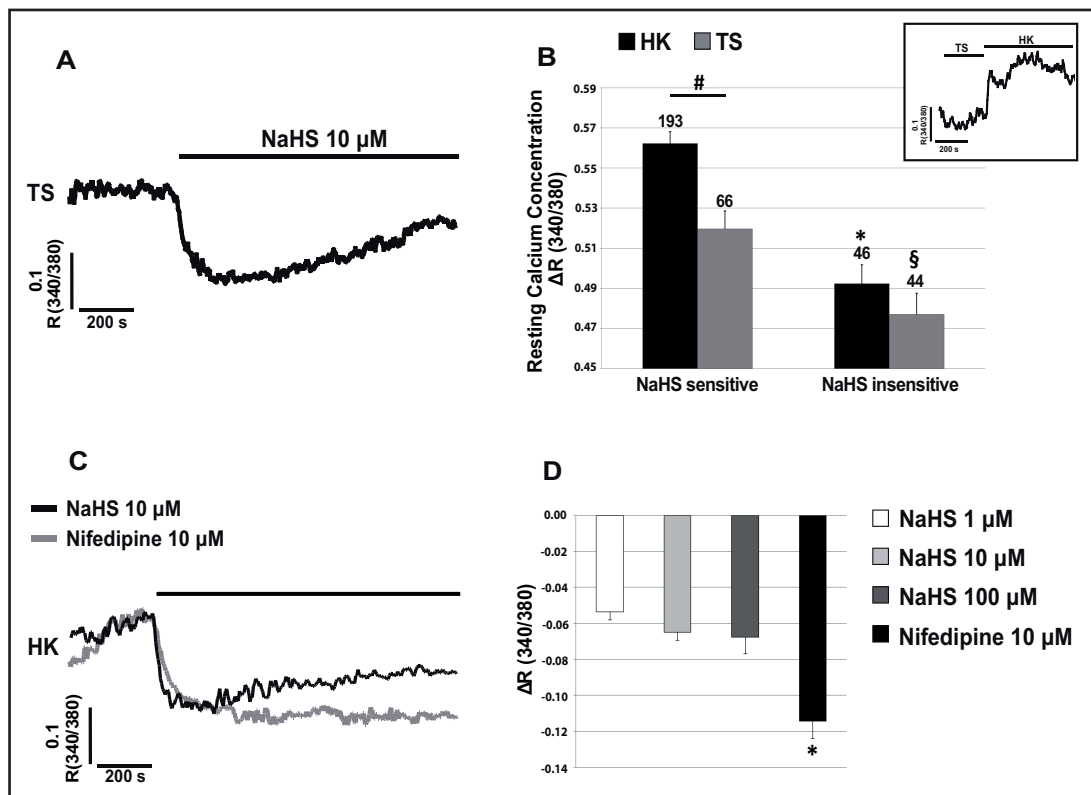 A
NaHS 10 µM
TS
0.1
R(340/380)
200 s
B
HK TS
Resting Calcium Concentration
ΔR (340/380)
0.59
0.57
0.55
0.53
0.51
0.49
0.47
0.45
#
193
66
*
46
§
44
NaHS sensitive NaHS insensitive
TS HK
0.1
R(340/380)
200 s
C
NaHS 10 µM
Nifedipine 10 µM
HK
0.1
R(340/380)
200 s
D
ΔR (340/380)
0.00
-0.02
-0.04
-0.06
-0.08
-0.10
-0.12
-0.14
*
NaHS 1 µM
NaHS 10 µM
NaHS 100 µM
Nifedipine 10 µM